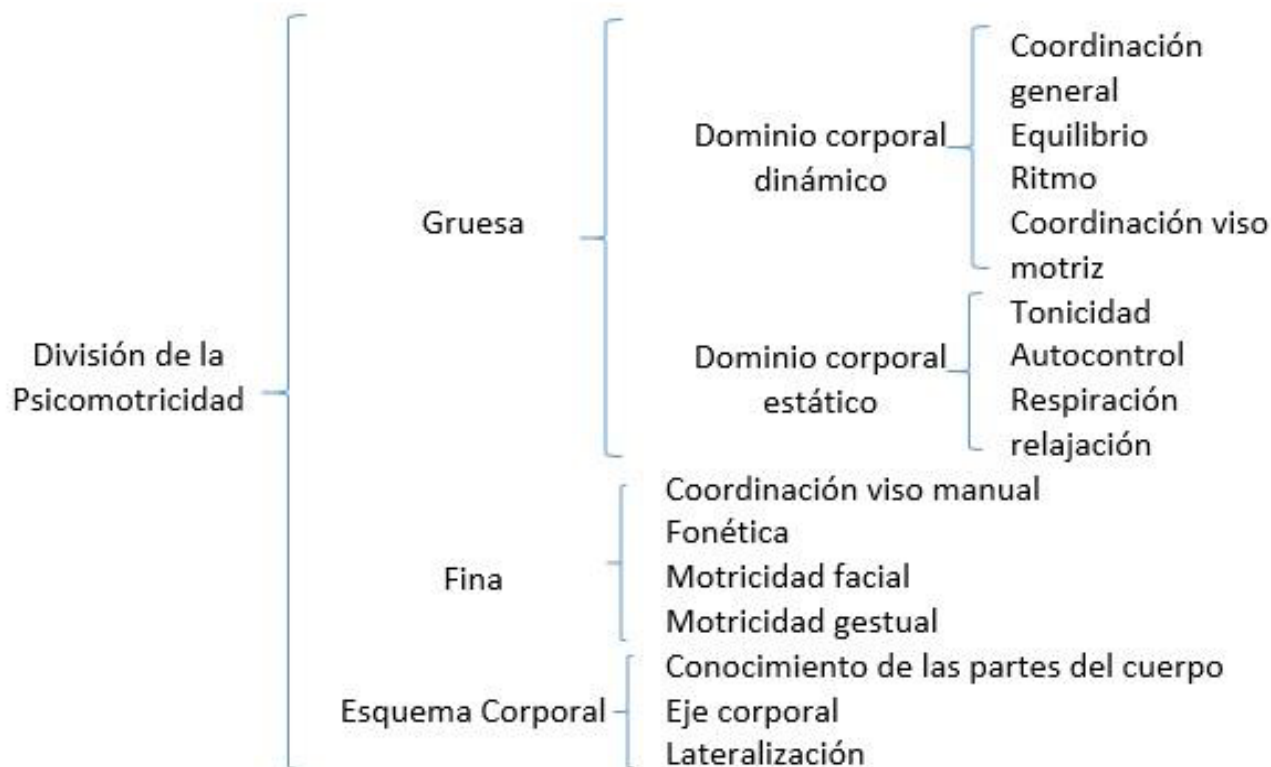 División de la
Psicomotricidad
Gruesa
Dominio corporal
dinámico
Coordinación
general
Equilibrio
Ritmo
Coordinación viso
motriz
Dominio corporal
estático
Tonicidad
Autocontrol
Respiración
relajación
Fina
Coordinación viso manual
Fonética
Motricidad facial
Motricidad gestual
Esquema Corporal
Conocimiento de las partes del cuerpo
Eje corporal
Lateralización